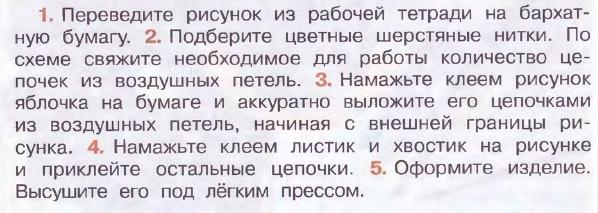 1. Переведите рисунок из рабочей тетради на бархат-
ную бумагу. 2. Подберите цветные шерстяные нитки. По
схеме свяжите необходимое для работы количество це-
почек из воздушных петель. 3. Намажьте клеем рисунок
яблочка на бумаге и аккуратно выложите его цепочками
из воздушных петель, начиная с внешней границы ри-
сунка. 4. Намажьте клеем листик и хвостик на рисунке
и приклейте остальные цепочки. 5. Оформите изделие.
Высушите его под лёгким прессом.